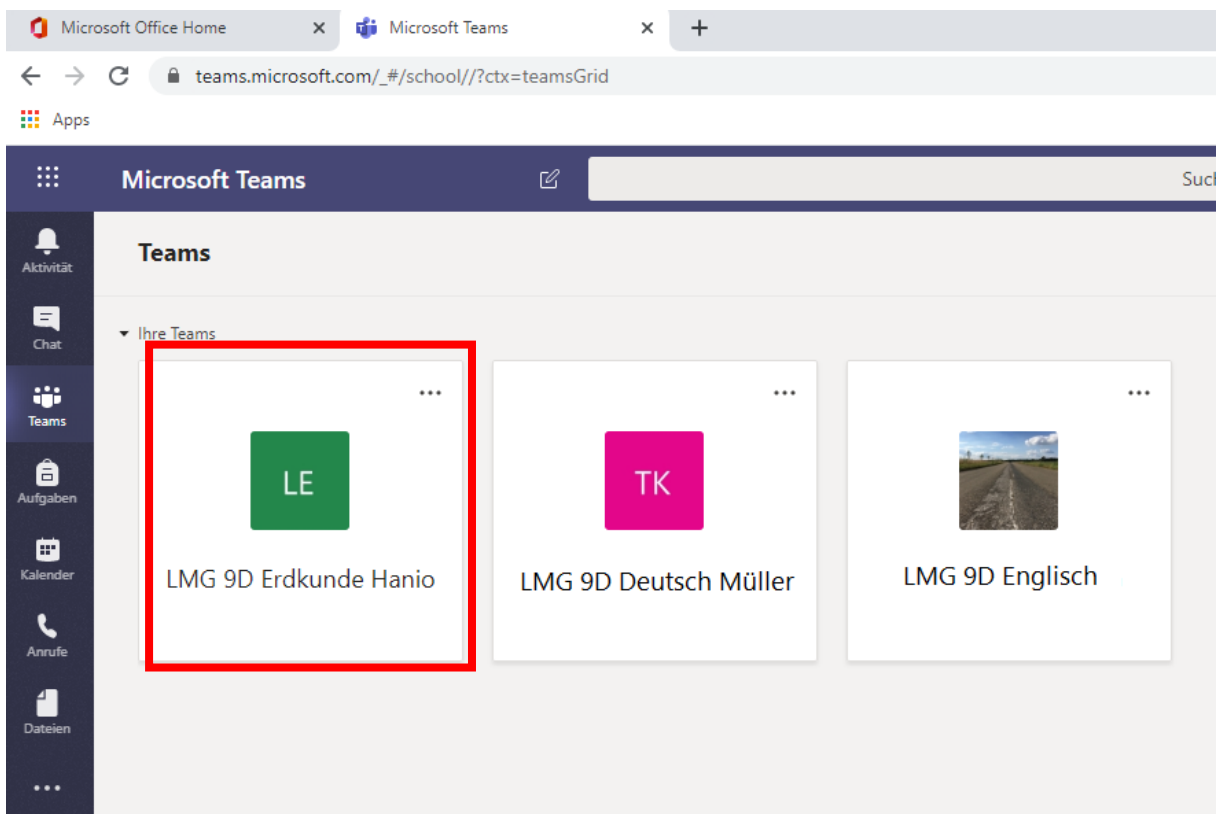 Microsoft Office Home
Microsoft Teams
teams.microsoft.com/_#/school//?ctx=teamsGrid
Apps
Microsoft Teams
Such
Aktivität
Teams
Chat
Ihre Teams
Teams
Aufgaben
LE
TK
Kalender
LMG 9D Erdkunde Hanio
LMG 9D Deutsch Müller
LMG 9D Englisch
Anrufe
Dateien